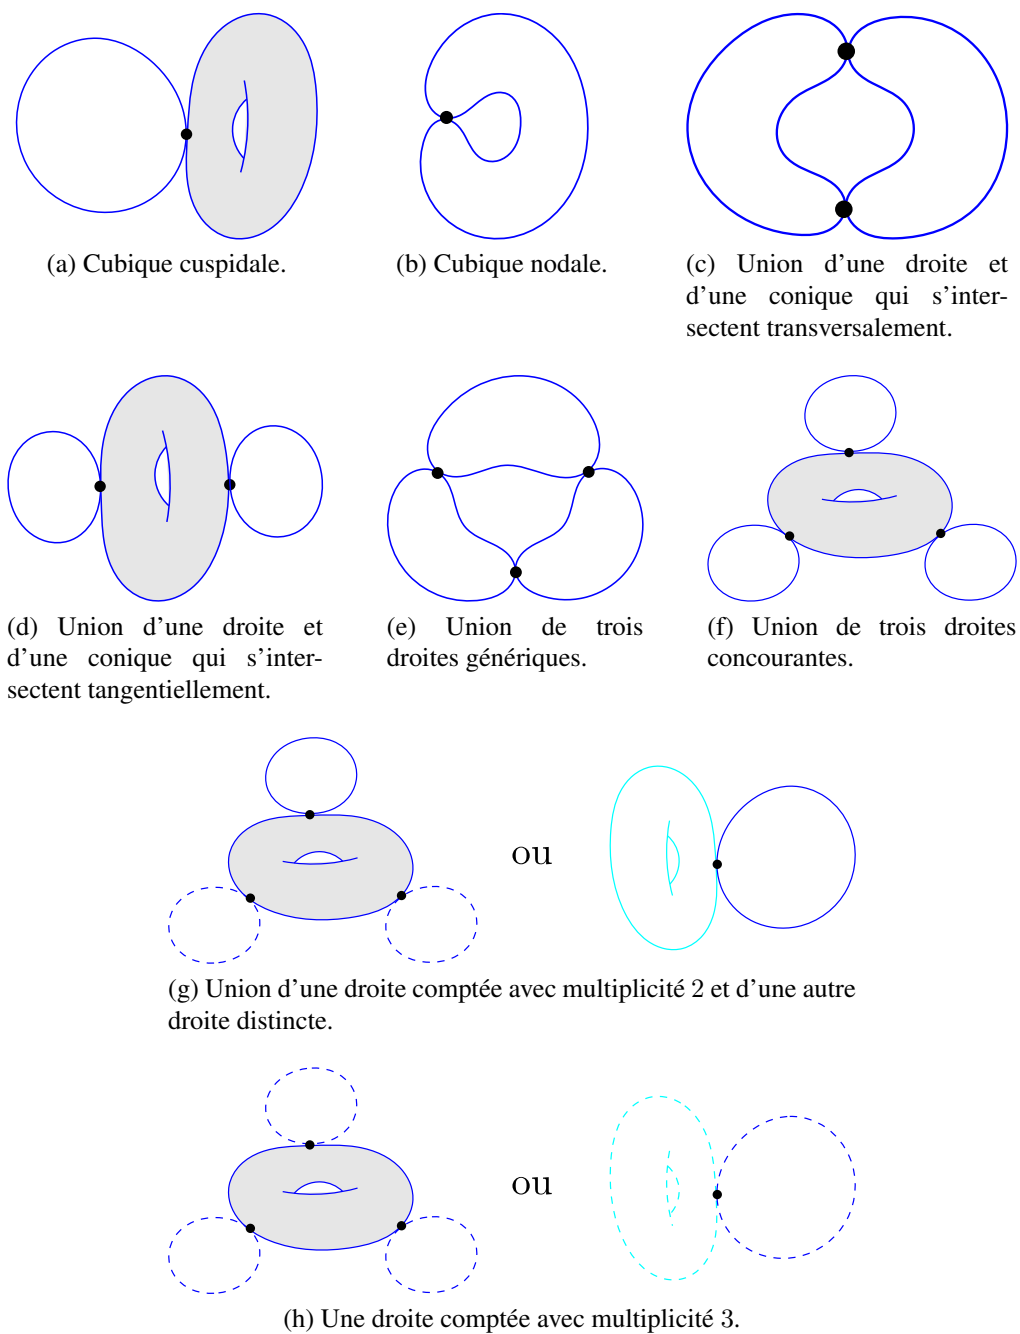 (a) Cubique cuspidale.
(b) Cubique nodale.
(c) Union d'une droite et
d'une conique qui s'inter-
sectent transversalement.
(d) Union d'une droite et
d'une conique qui s'inter-
sectent tangentiellement.
(e) Union de trois
droites génériques.
(f) Union de trois droites
concourantes.
ou
(g) Union d'une droite comptée avec multiplicité 2 et d'une autre
droite distincte.
ou
(h) Une droite comptée avec multiplicité 3.